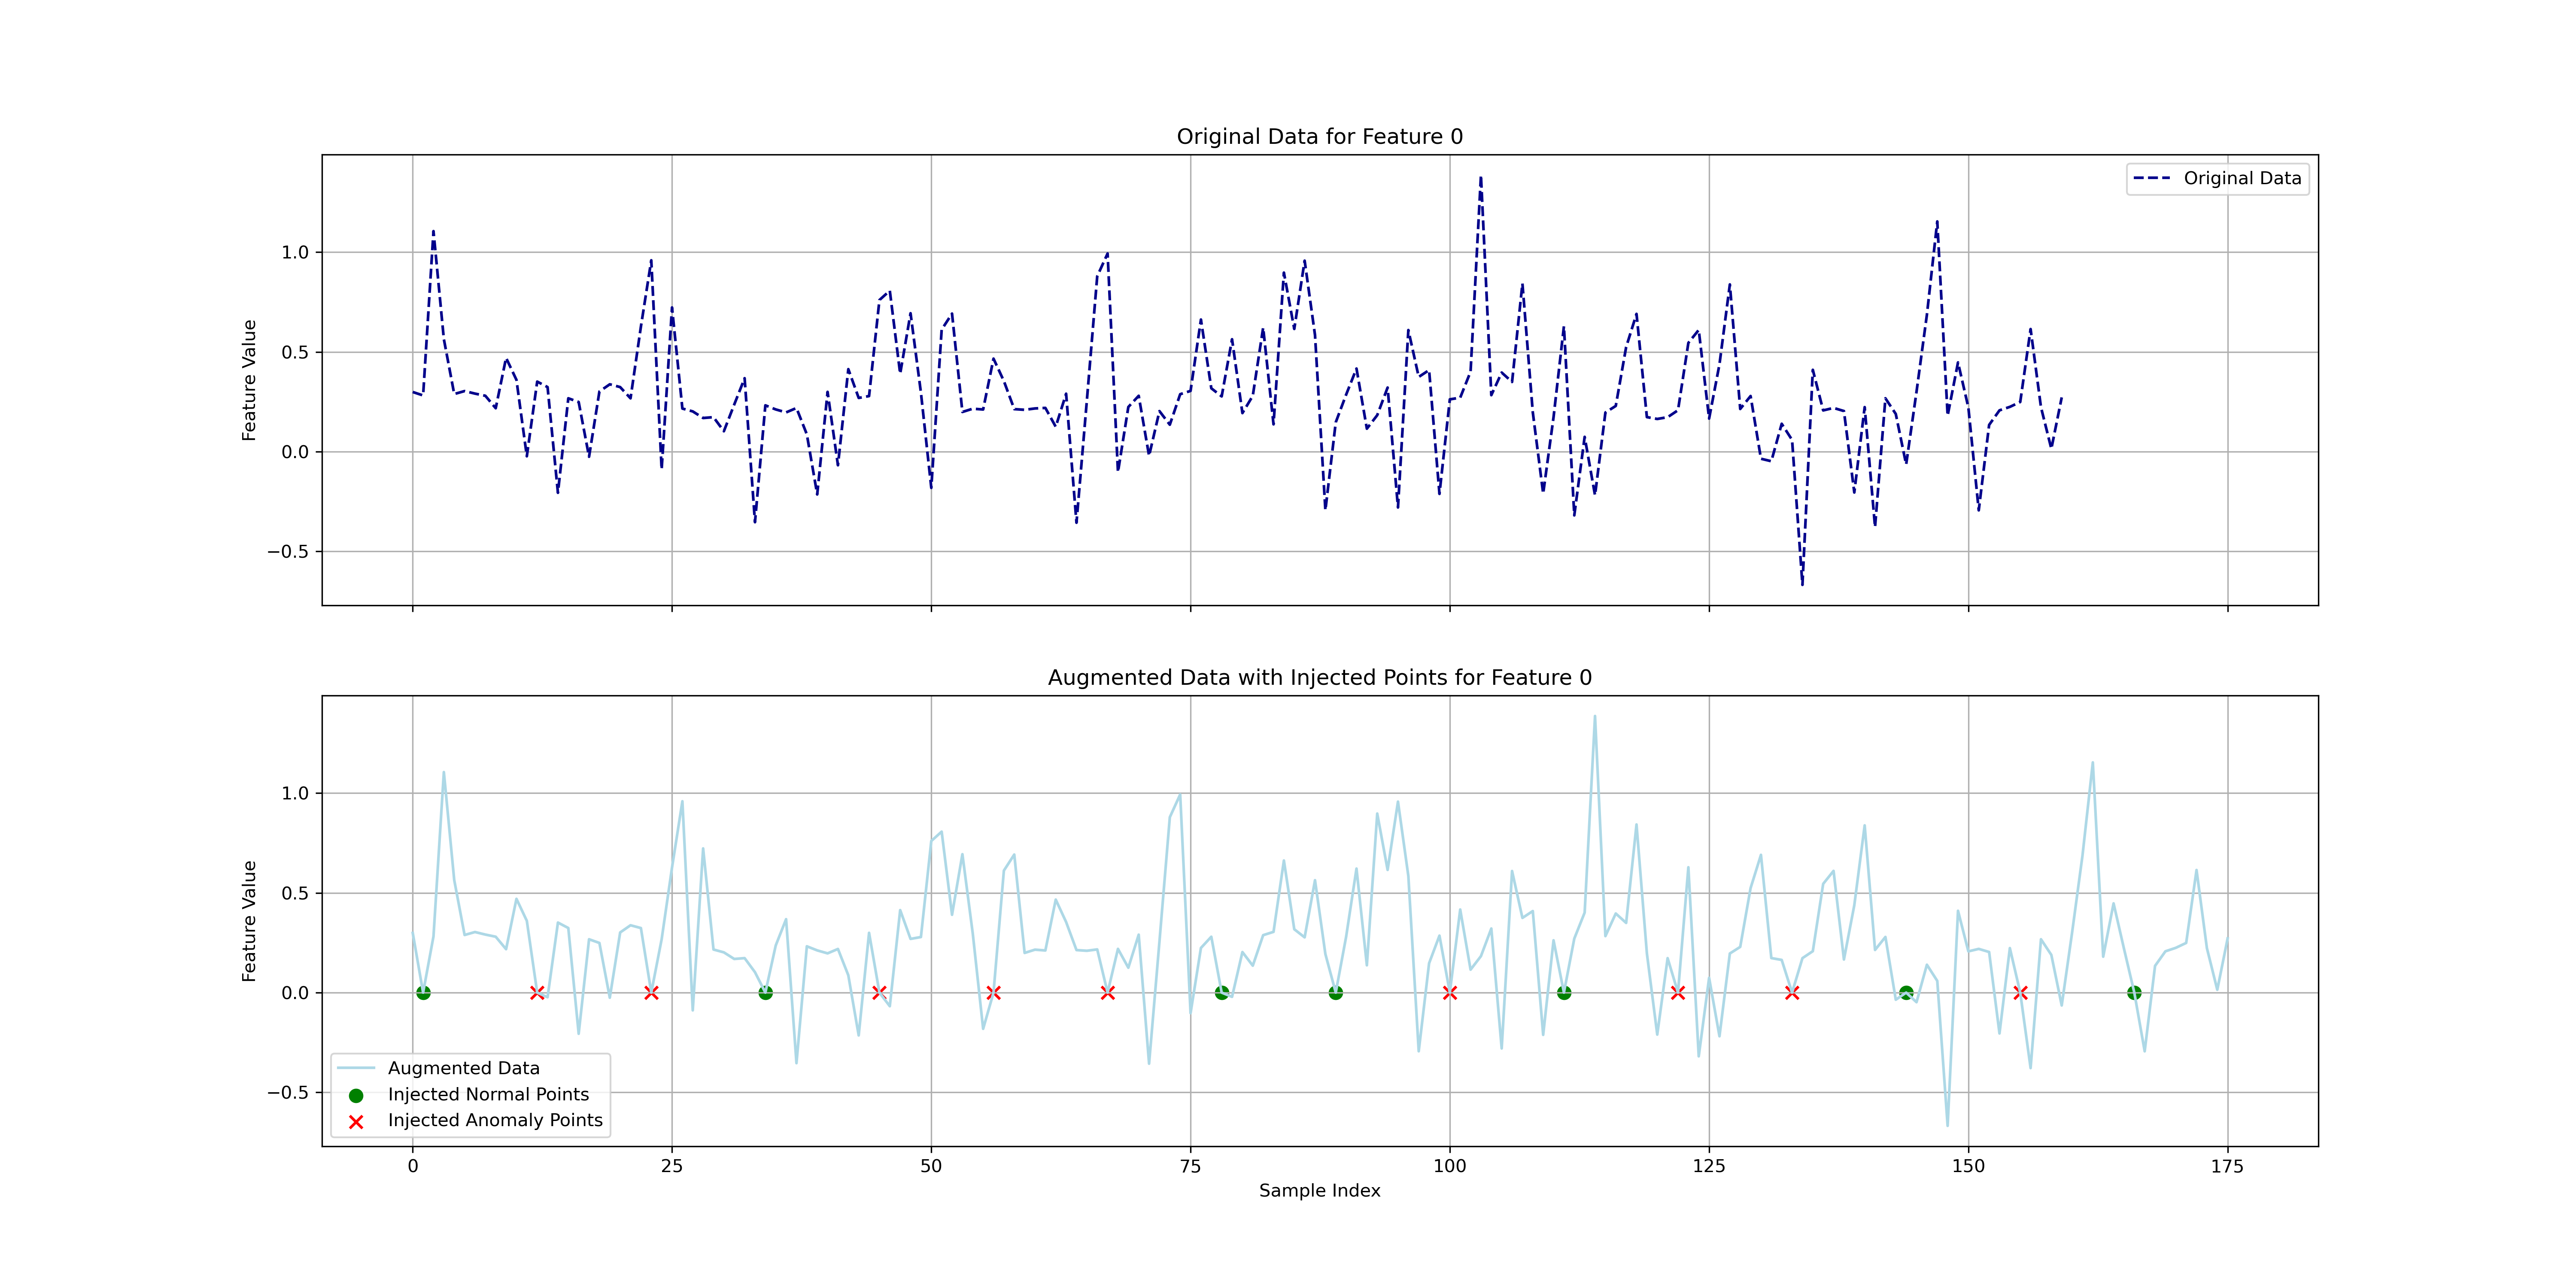 Original Data for Feature 0
Original Data
1.0
0.5
0.0
−0.5
Feature Value
Augmented Data with Injected Points for Feature 0
1.0
0.5
0.0
−0.5
Feature Value
Augmented Data
Injected Normal Points
Injected Anomaly Points
0 25 50 75 100 125 150 175
Sample Index